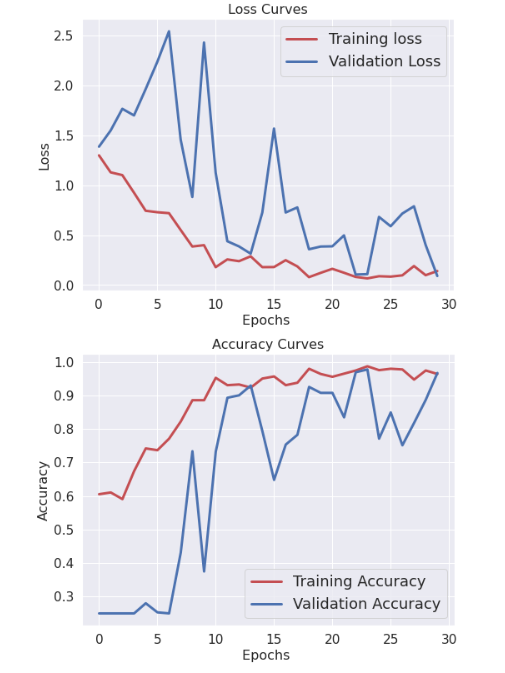 Loss Curves
Training loss
Validation Loss
2.5
2.0
1.5
1.0
0.5
0.0
Loss
0 5 10 15 20 25 30
Epochs
Accuracy Curves
1.0
0.9
0.8
0.7
0.6
0.5
0.4
0.3
Accuracy
Training Accuracy
Validation Accuracy
0 5 10 15 20 25 30
Epochs